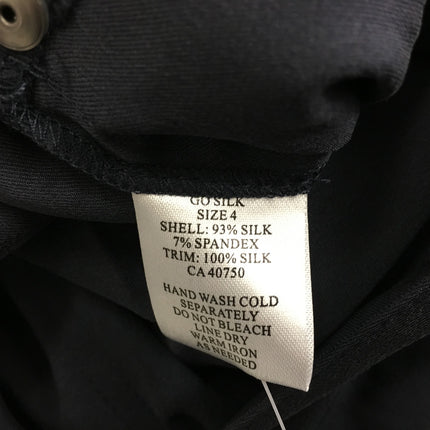 GO SILK
SIZE 4
SHELL: 93% SILK
7% SPANDEX
TRIM: 100% SILK
CA 40750
HAND WASH COLD
SEPARATELY
DO NOT BLEACH
LINE DRY
WARM IRON
AS NEEDED